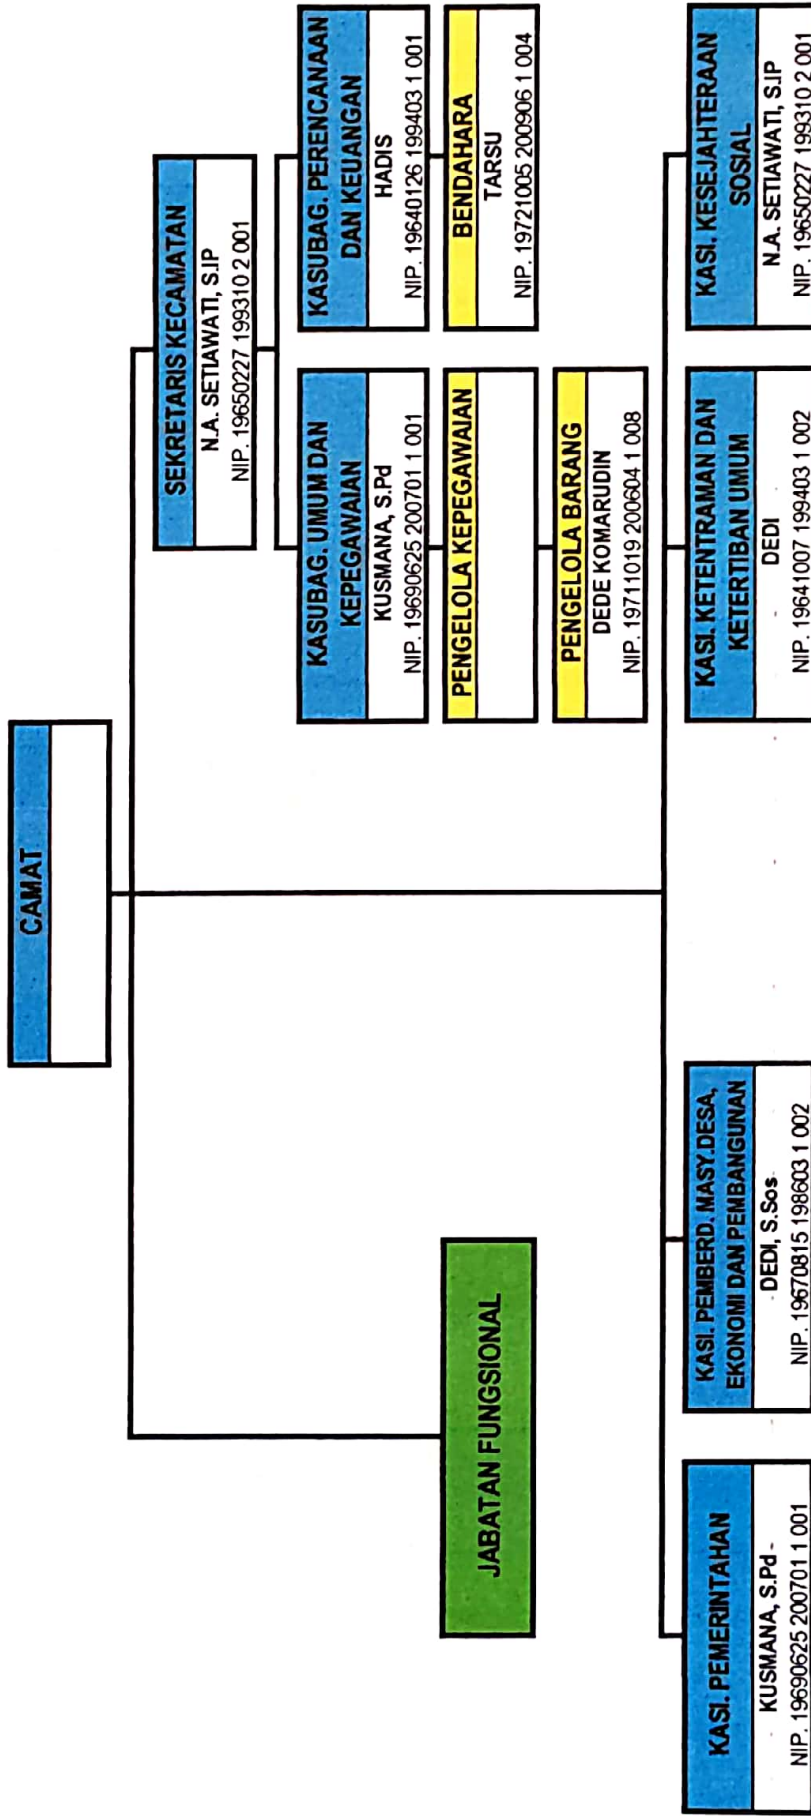 CAMAT
SEKRETARIS KECAMATAN
N.A. SETIAWATI, S.IP
NIP. 19650227 199310 2 001
KASUBAG. UMUM DAN
KEPEGAWAIAN
KUSMANA, S.Pd
NIP. 19690625 200701 1 001
KASUBAG. PERENCANAAN
DAN KEUANGAN
HADIS
NIP. 19640126 199403 1 001
JABATAN FUNGSIONAL
PENGELOLA KEPEGAWAIAN
BENDAHARA
TARSU
NIP. 19721005 200906 1 004
PENGELOLA BARANG
DEDE KOMARUDIN
NIP. 19711019 200604 1 008
KASI. PEMERINTAHAN
KUSMANA, S.Pd
NIP. 19690625 200701 1 001
KASI. PEMBERD. MASY.DESA,
EKONOMI DAN PEMBANGUNAN
DEDI, S.Sos
NIP. 19670815 198603 1 002
KASI. KETENTRAMAN DAN
KETERTIBAN UMUM
DEDI
NIP. 19641007 199403 1 002
KASI. KESEJAHTERAAN
SOSIAL
N.A. SETIAWATI, S.IP
NIP. 19650227 199310 2 001